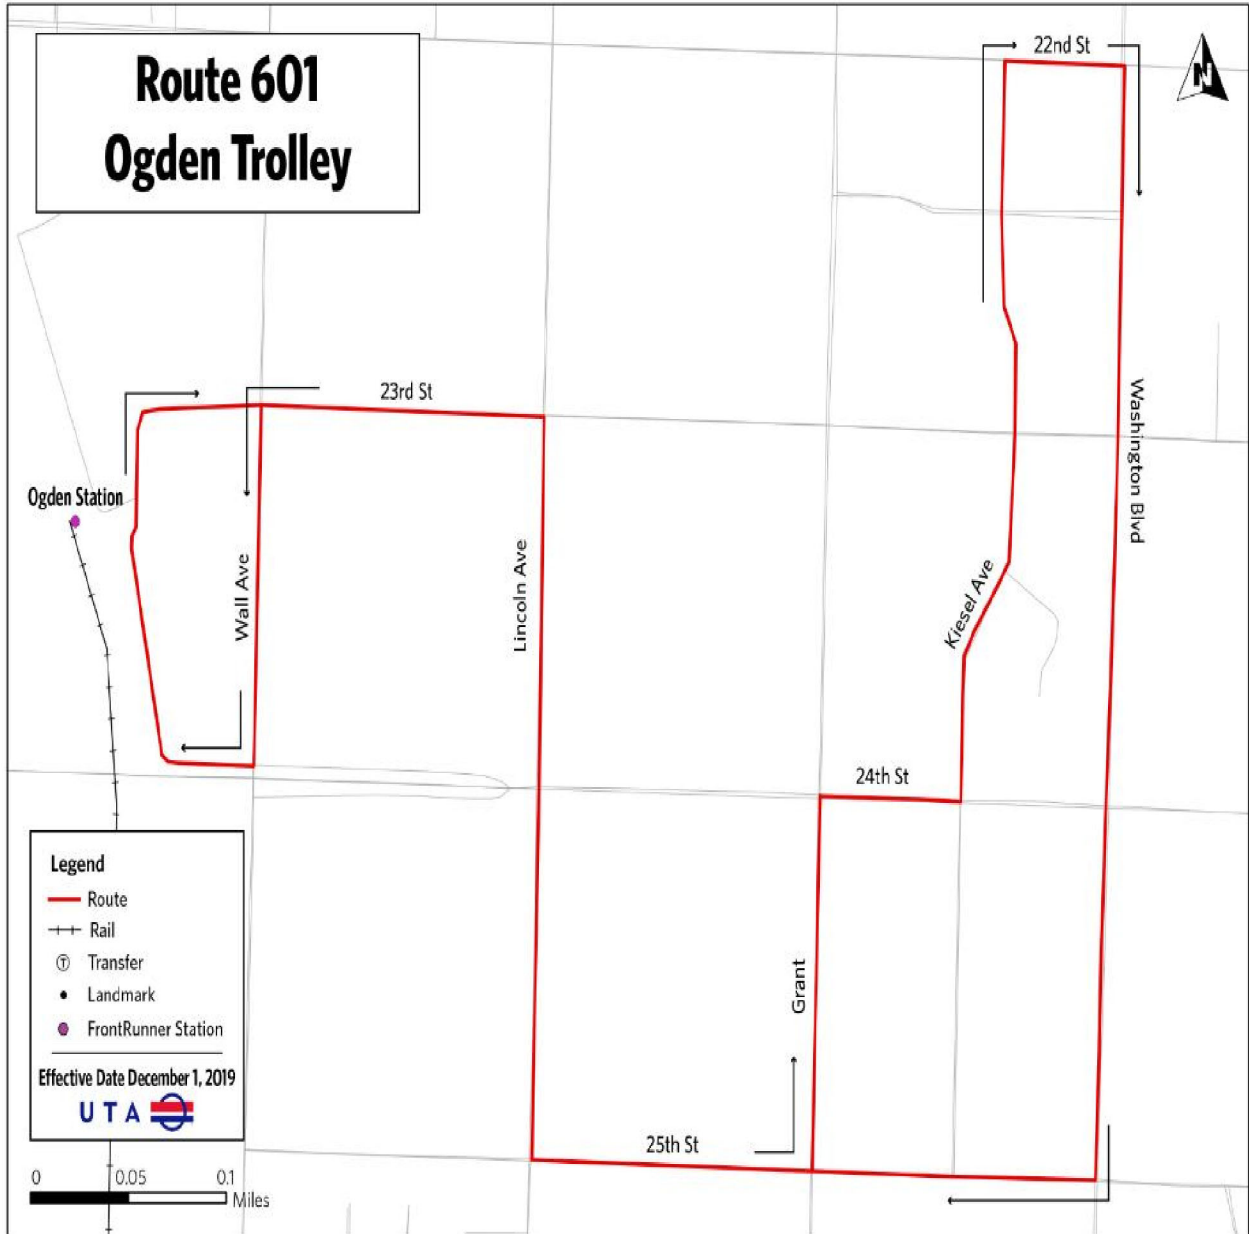 Route 601
Ogden Trolley
22nd St
N
23rd St
Washington Blvd
Ogden Station
Wall Ave
Lincoln Ave
Kiesel Ave
24th St
Legend
Route
Rail
T Transfer
Landmark
FrontRunner Station
Effective Date December 1, 2019
UTA
Grant
25th St
0 0.05 0.1
Miles